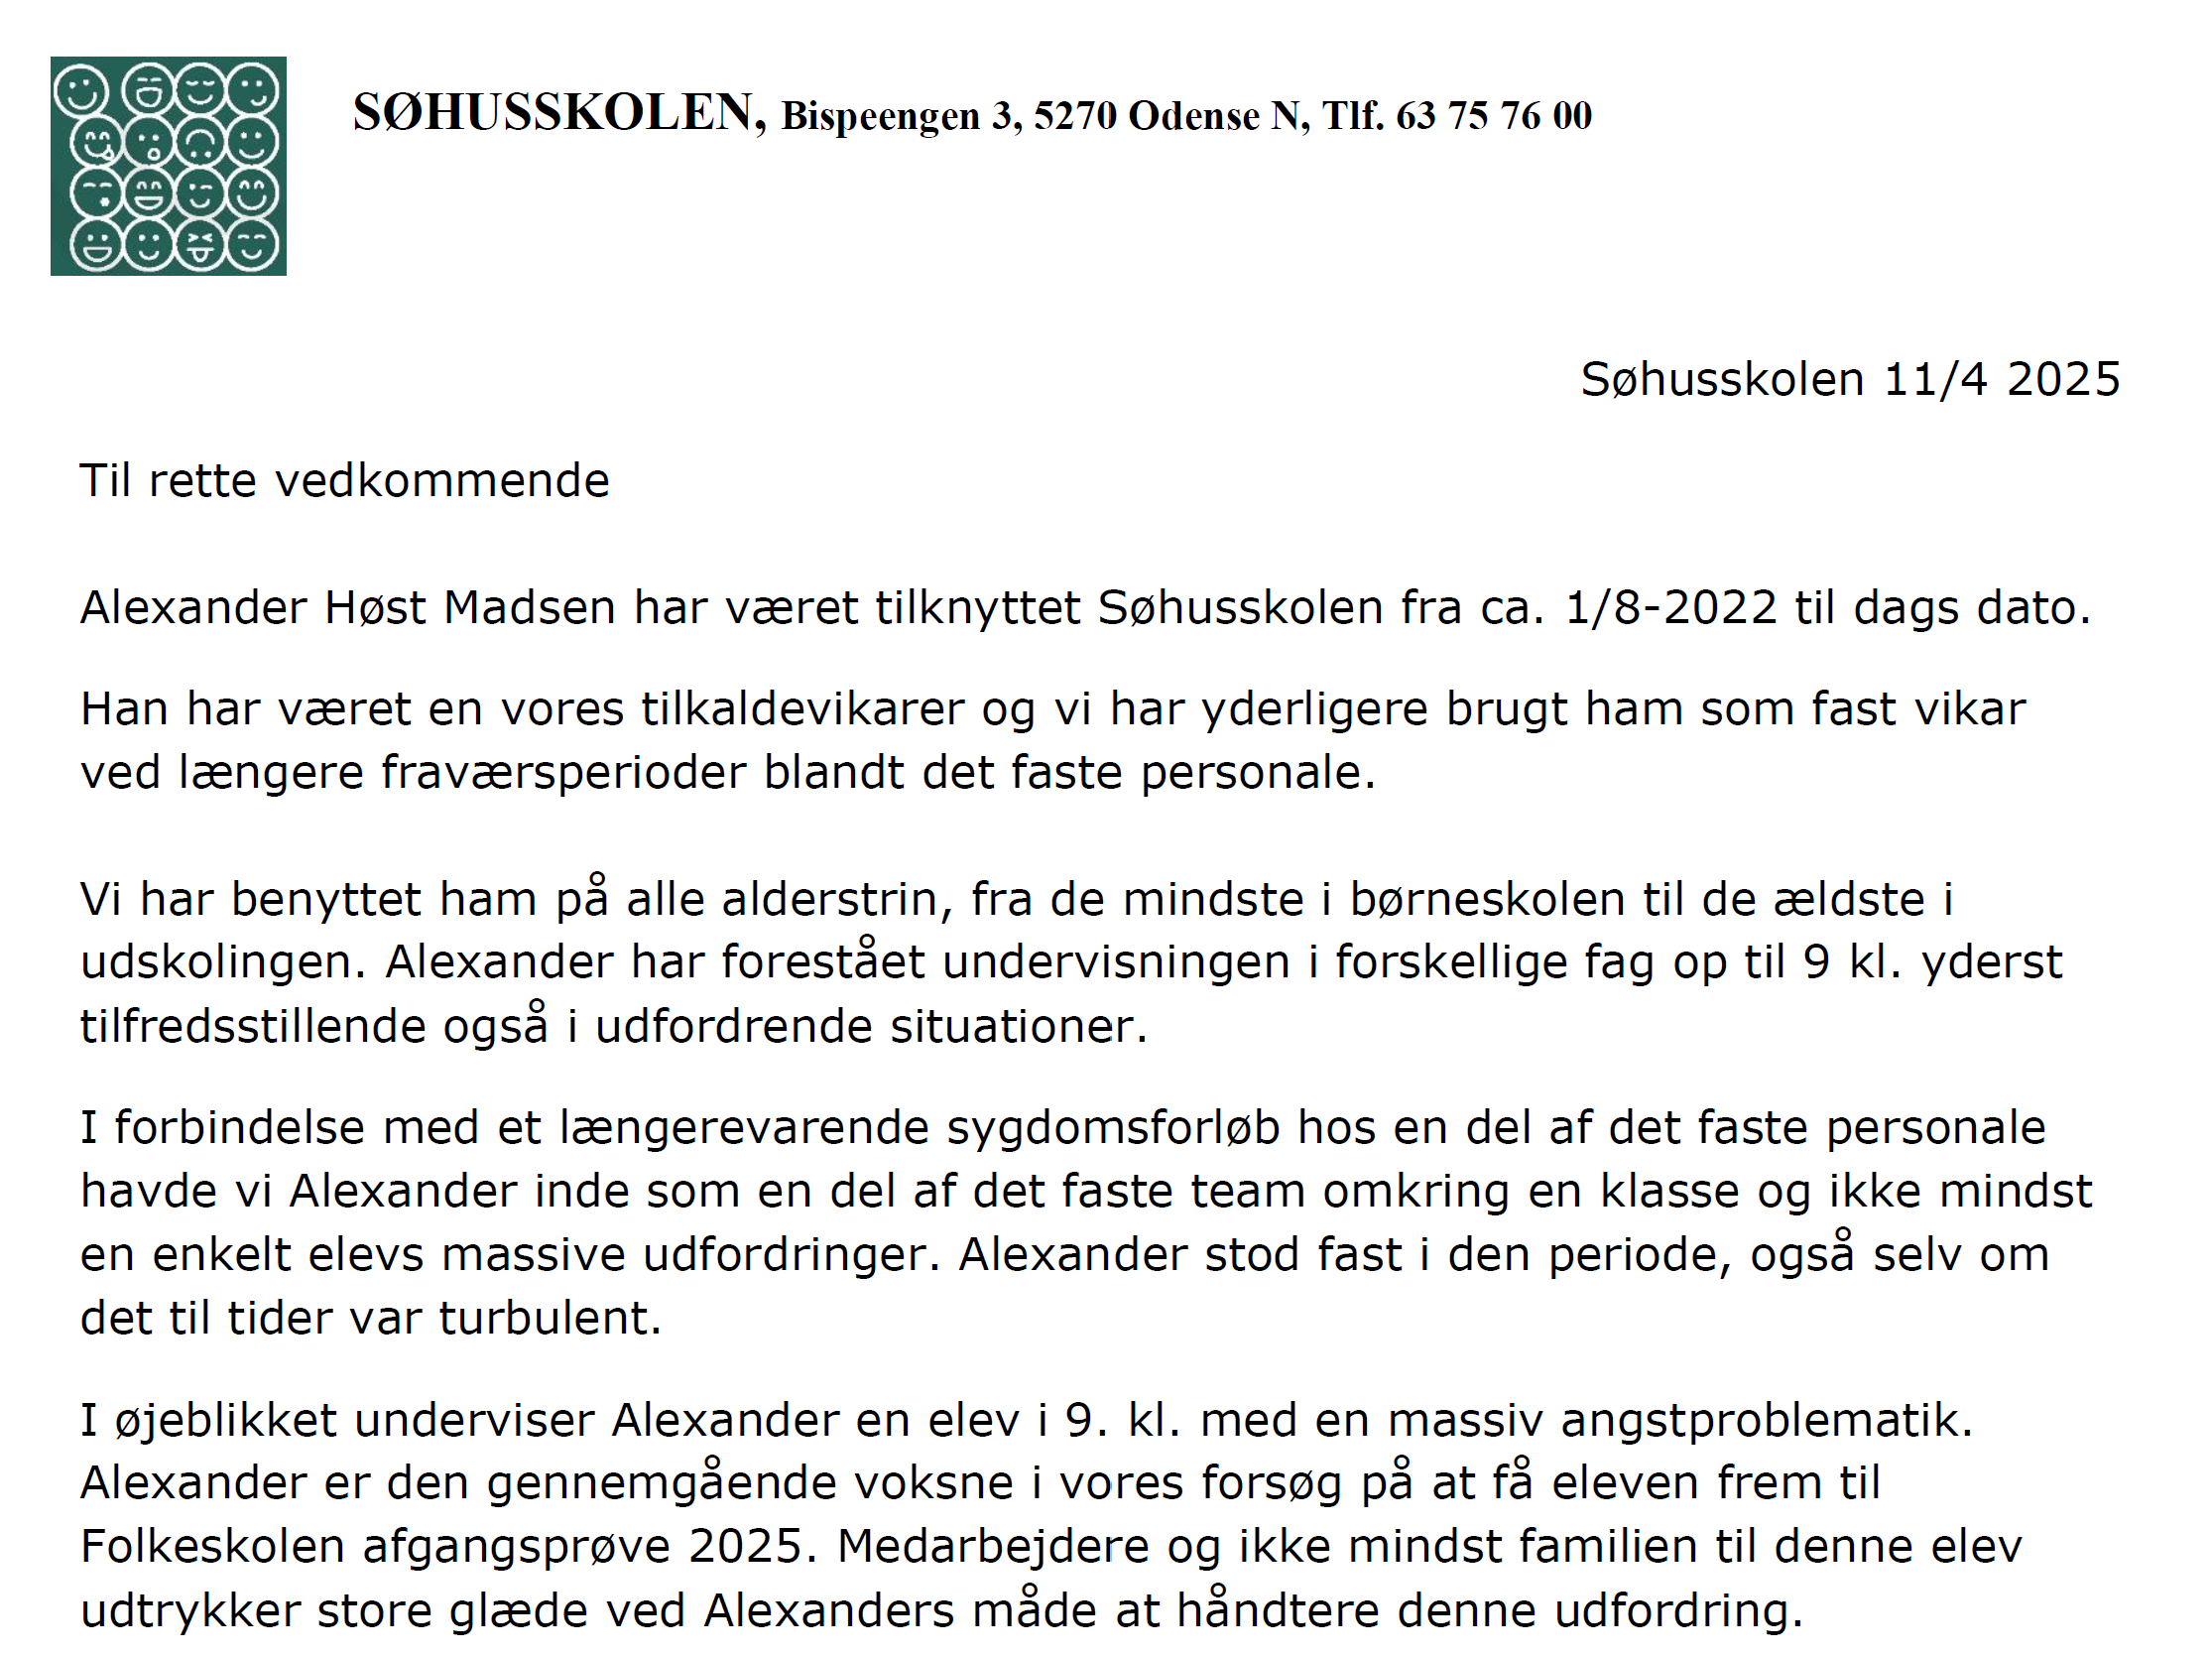 SØHUSSKOLEN, Bispeengen 3, 5270 Odense N, Tlf. 63 75 76 00
Søhusskolen 11/4 2025
Til rette vedkommende
Alexander Høst Madsen har været tilknyttet Søhusskolen fra ca. 1/8-2022 til dags dato.
Han har været en vores tilkaldevikarer og vi har yderligere brugt ham som fast vikar
ved længere fraværsperioder blandt det faste personale.
Vi har benyttet ham på alle alderstrin, fra de mindste i børneskolen til de ældste i
udskolingen. Alexander har forestået undervisningen i forskellige fag op til 9 kl. yderst
tilfredsstillende også i udfordrende situationer.
I forbindelse med et længerevarende sygdomsforløb hos en del af det faste personale
havde vi Alexander inde som en del af det faste team omkring en klasse og ikke mindst
en enkelt elevs massive udfordringer. Alexander stod fast i den periode, også selv om
det til tider var turbulent.
I øjeblikket underviser Alexander en elev i 9. kl. med en massiv angstproblematik.
Alexander er den gennemgående voksne i vores forsøg på at få eleven frem til
Folkeskolen afgangsprøve 2025. Medarbejdere og ikke mindst familien til denne elev
udtrykker store glæde ved Alexanders måde at håndtere denne udfordring.